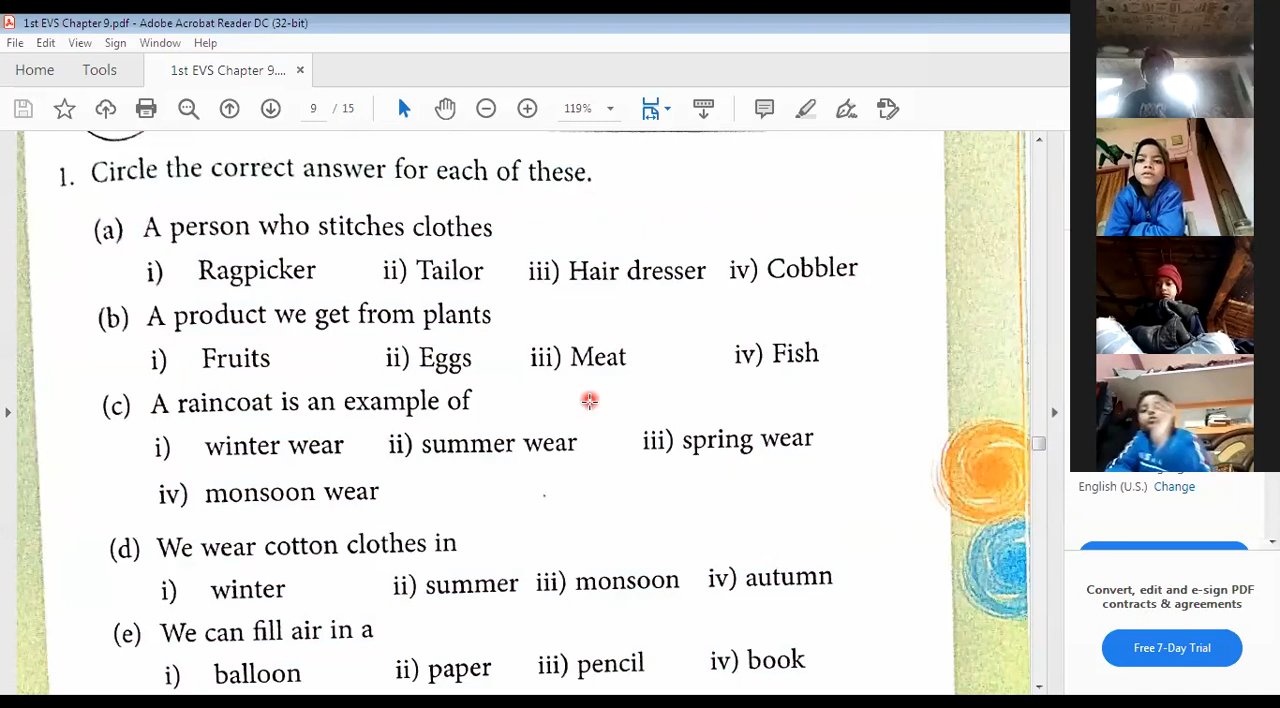 1st EVS Chapter 9.pdf - Adobe Acrobat Reader DC (32-bit)
File Edit View Sign Window Help
Home Tools 1st EVS Chapter 9.... ×
9 / 15 119%
1. Circle the correct answer for each of these.
(a) A person who stitches clothes
i) Ragpicker ii) Tailor iii) Hair dresser iv) Cobbler
(b) A product we get from plants
i) Fruits ii) Eggs iii) Meat iv) Fish
(c) A raincoat is an example of
i) winter wear ii) summer wear iii) spring wear
iv) monsoon wear
(d) We wear cotton clothes in
i) winter ii) summer iii) monsoon iv) autumn
(e) We can fill air in a
i) balloon ii) paper iii) pencil iv) book
English (U.S.) Change
Convert, edit and e-sign PDF
contracts & agreements
Free 7-Day Trial